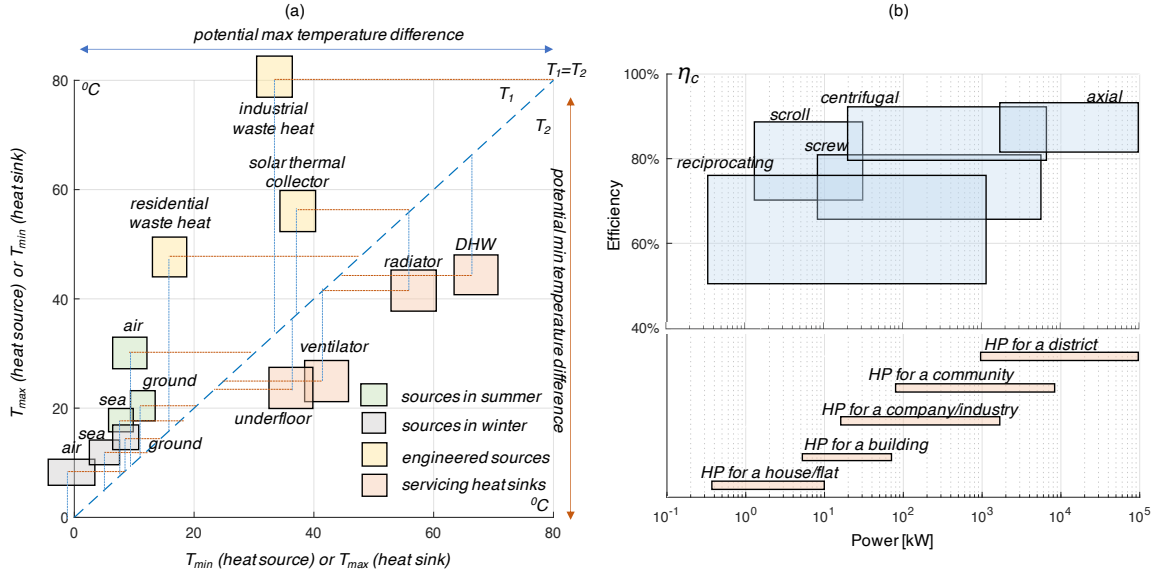 (a)
potential max temperature difference
80
⁰C
T1=T2
T1
T2
industrial
waste heat
solar thermal
collector
60
residential
waste heat
DHW
radiator
40
air
ventilator
ground
sea
20
underfloor
sea
ground
air
sources in summer
sources in winter
engineered sources
servicing heat sinks
⁰C
0
0
20
40
60
80
Tmax (heat source) or Tmin (heat sink)
potential min temperature difference
Tmin (heat source) or Tmax (heat sink)
(b)
100%
ηc
centrifugal
axial
scroll
80%
reciprocating
screw
Efficiency
60%
40%
HP for a district
HP for a community
HP for a company/industry
HP for a building
HP for a house/flat
10-1
100
101
102
103
104
105
Power [kW]